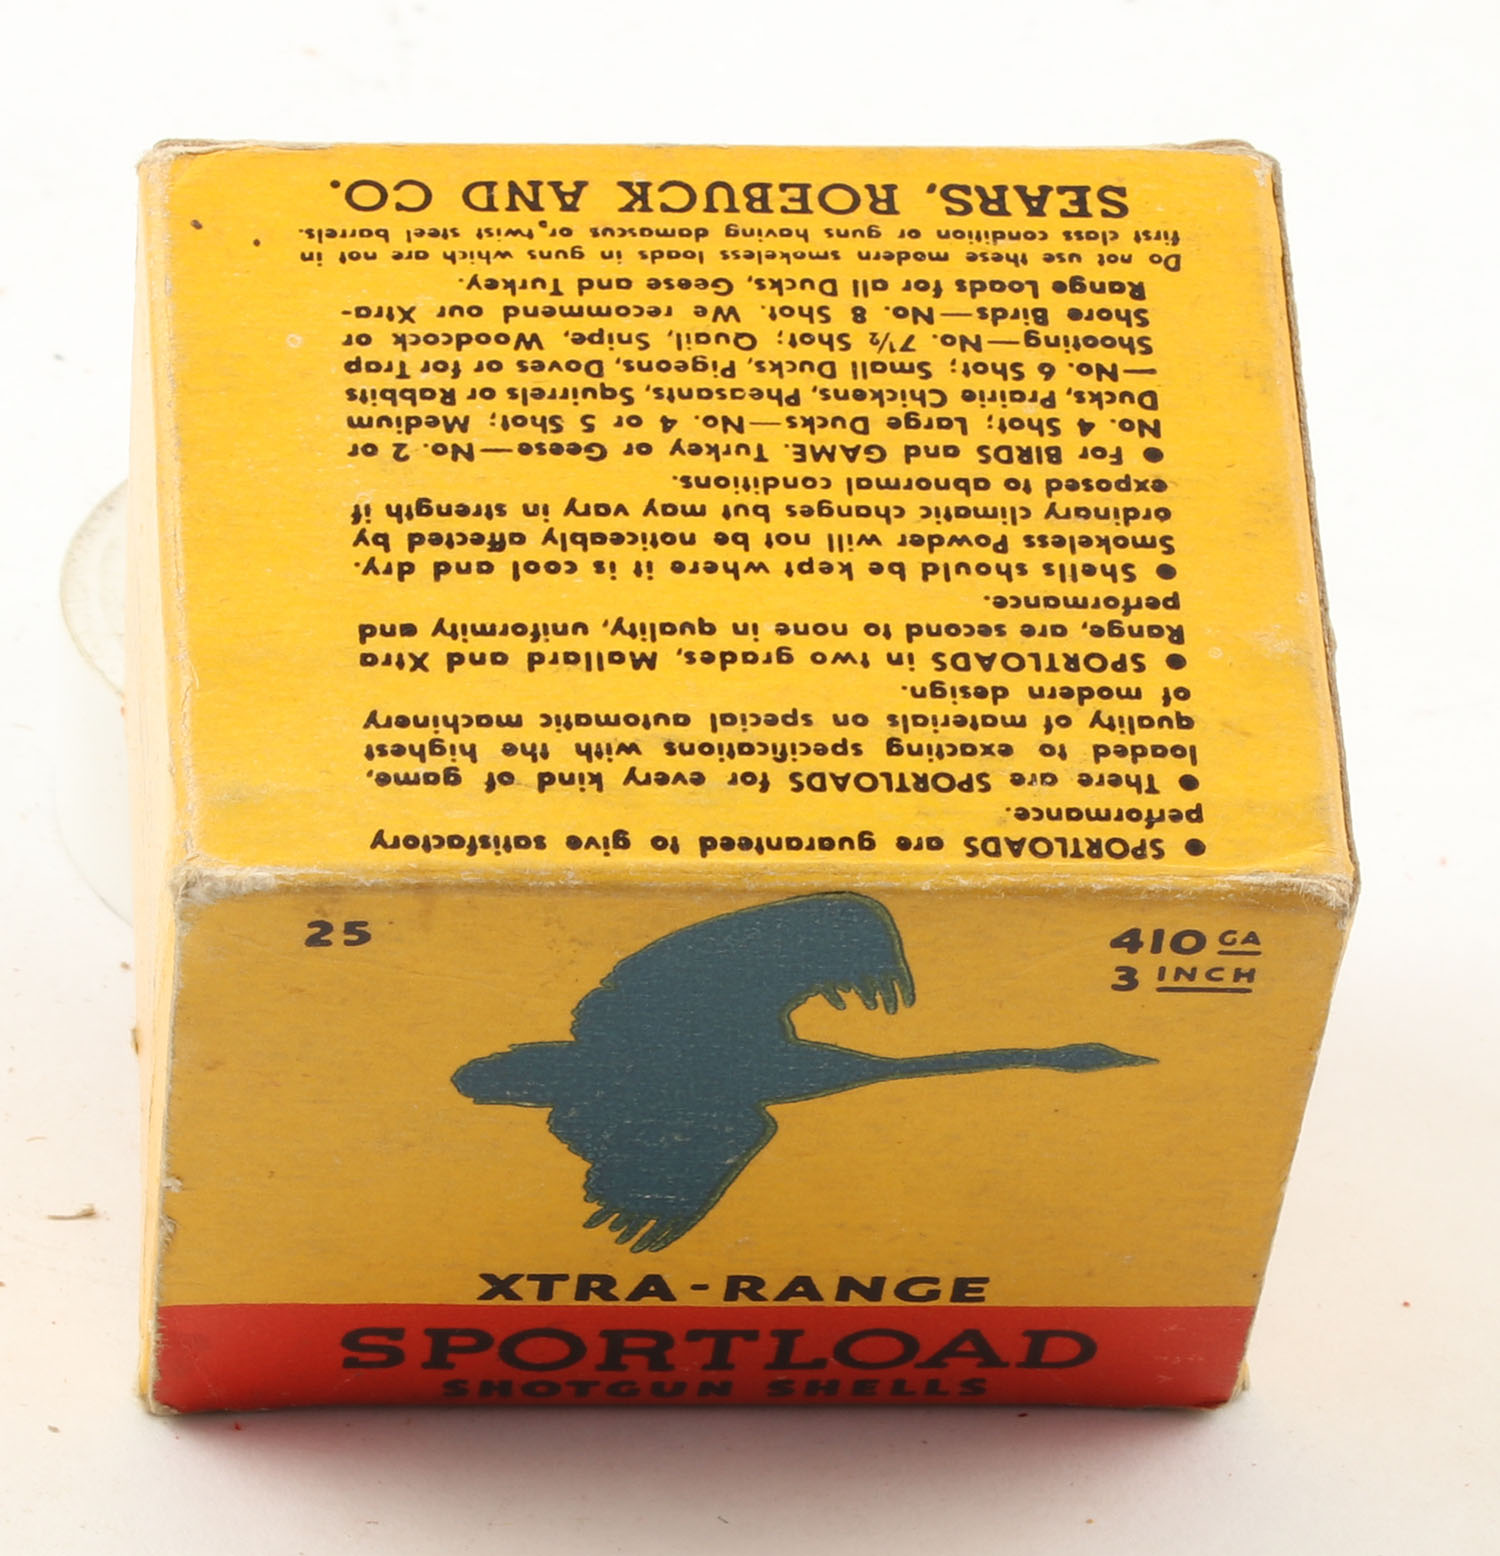 ● SPORTLOADS are guaranteed to give satisfactory
performance.
● There are SPORTLOADS for every kind of game,
loaded to exacting specifications with the highest
quality of materials on special automatic machinery
of modern design.
● SPORTLOADS in two grades, Mallard and Xtra
Range, are second to none in quality, uniformity and
performance.
● Shells should be kept where it is cool and dry.
Smokeless Powder will not be noticeably affected by
ordinary climatic changes but may vary in strength if
exposed to abnormal conditions.
● For BIRDS and GAME. Turkey or Geese—No. 2 or
No. 4 Shot; Large Ducks—No. 4 or 5 Shot; Medium
Ducks, Prairie Chickens, Pheasants, Squirrels or Rabbits
—No. 6 Shot; Small Ducks, Pigeons, Doves or for Trap
Shooting—No. 7½ Shot; Quail, Snipe, Woodcock or
Shore Birds—No. 8 Shot. We recommend our Xtra-
Range Loads for all Ducks, Geese and Turkey.
Do not use these modern smokeless loads in guns which are not in
first class condition or guns having damascus or twist steel barrels.
SEARS, ROEBUCK AND CO.
25
410 GA
3 INCH
XTRA-RANGE
SPORTLOAD
SHOTGUN SHELLS